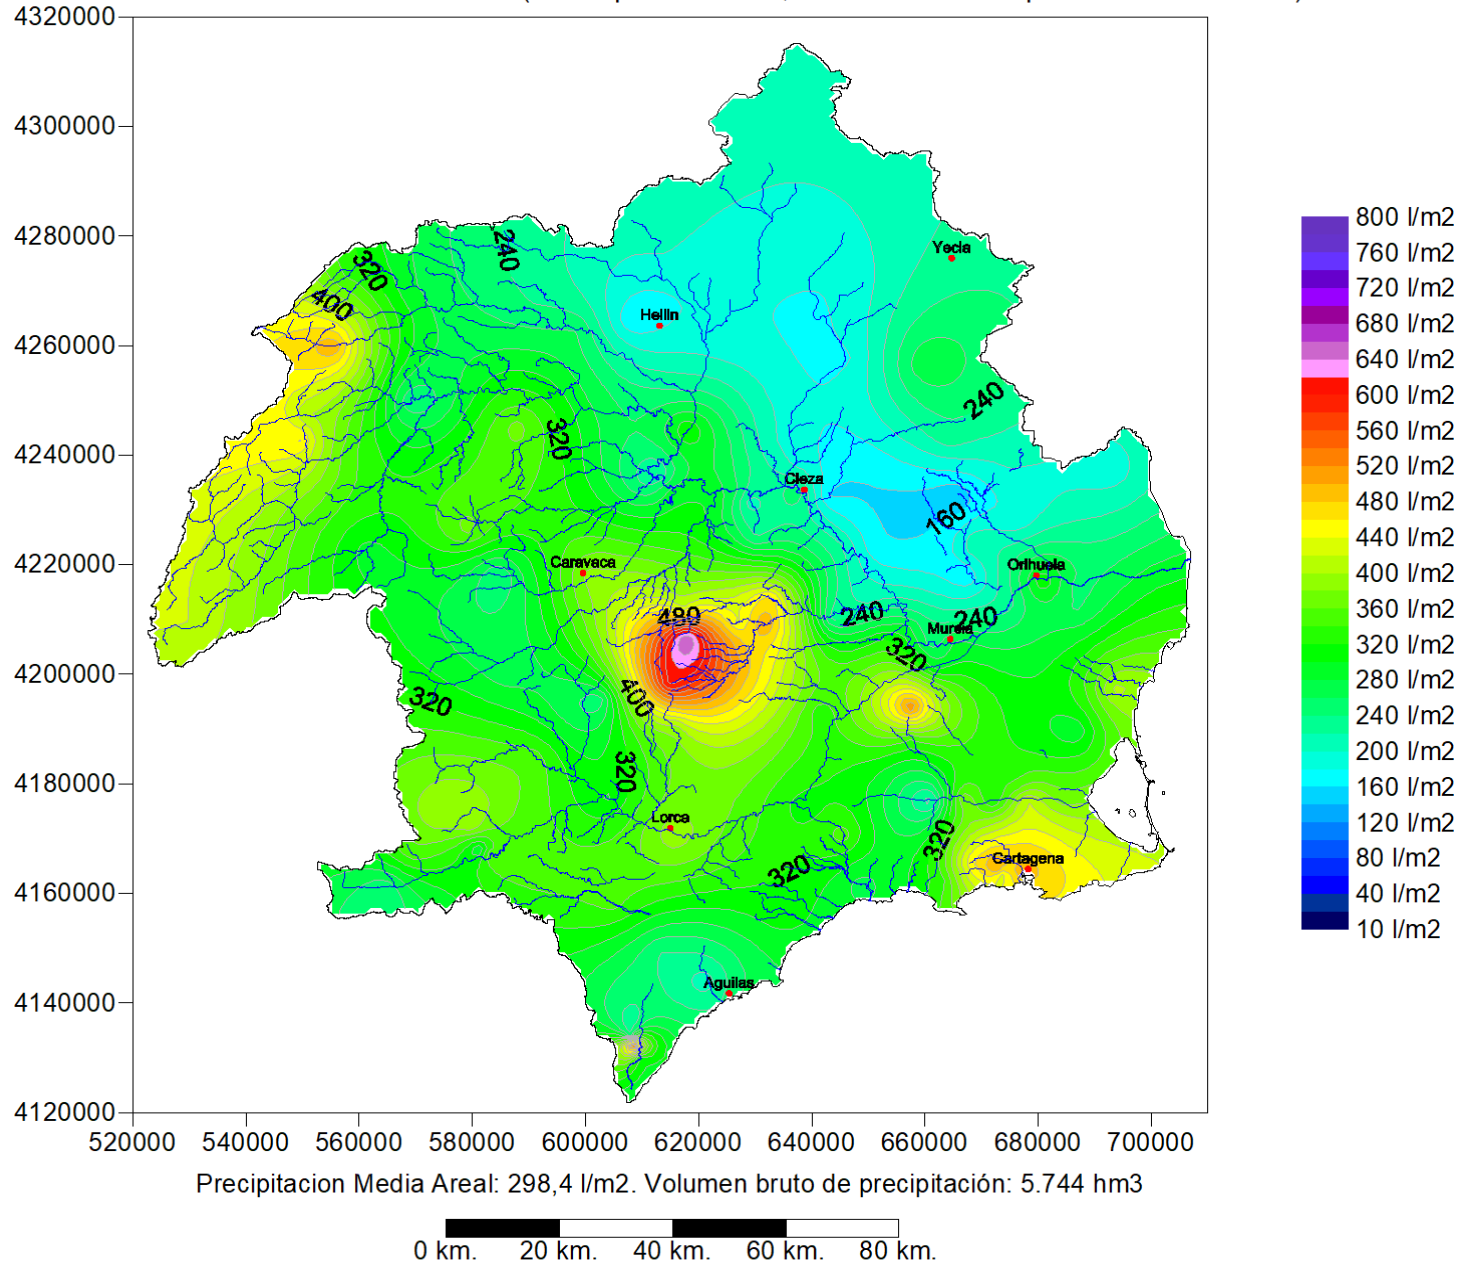 4320000
4300000
4280000
4260000
4240000
4220000
4200000
4180000
4160000
4140000
4120000
520000 540000 560000 580000 600000 620000 640000 660000 680000 700000
240
320
400
Yecla
Hellin
240
320
Cieza
160
Caravaca
Orihuela
480
240
240
Murcia
320
400
320
320
Lorca
320
Cartagena
320
Aguilas
800 l/m2
760 l/m2
720 l/m2
680 l/m2
640 l/m2
600 l/m2
560 l/m2
520 l/m2
480 l/m2
440 l/m2
400 l/m2
360 l/m2
320 l/m2
280 l/m2
240 l/m2
200 l/m2
160 l/m2
120 l/m2
80 l/m2
40 l/m2
10 l/m2
Precipitacion Media Areal: 298,4 l/m2. Volumen bruto de precipitación: 5.744 hm3
0 km. 20 km. 40 km. 60 km. 80 km.